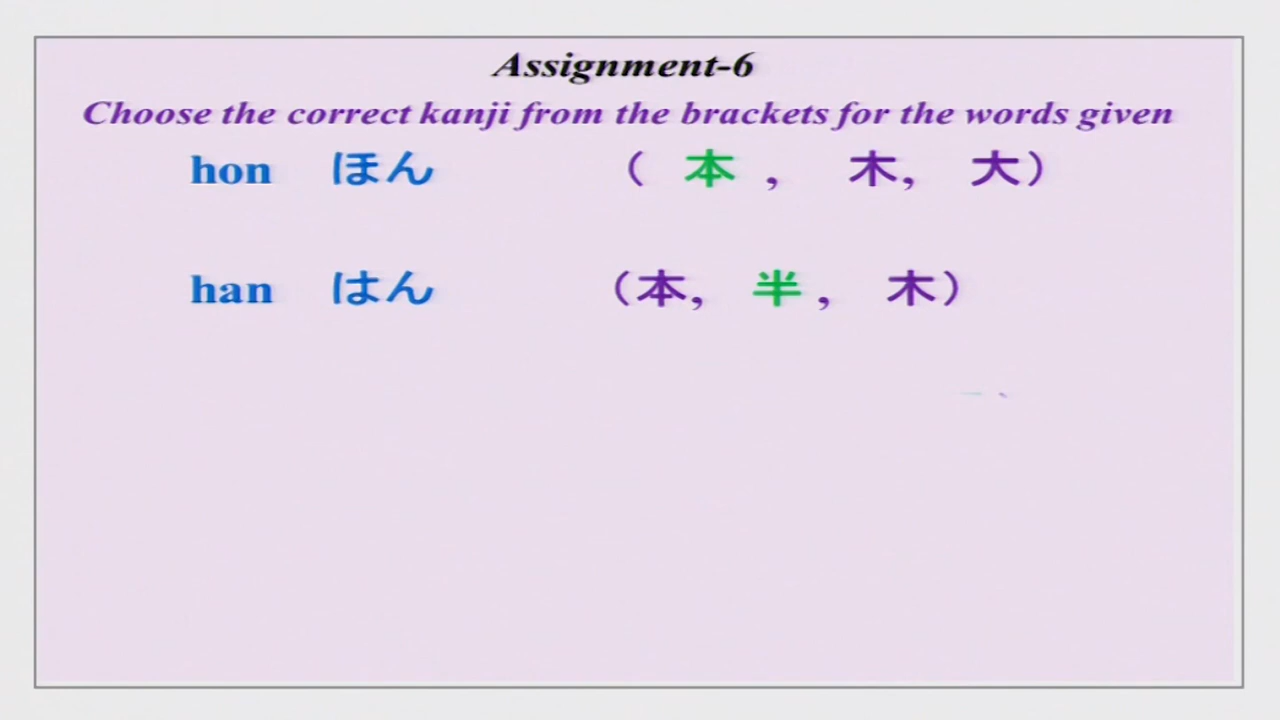 Assignment-6
Choose the correct kanji from the brackets for the words given
hon ほん ( 本 , 木, 大)
han はん (本, 半 , 木)